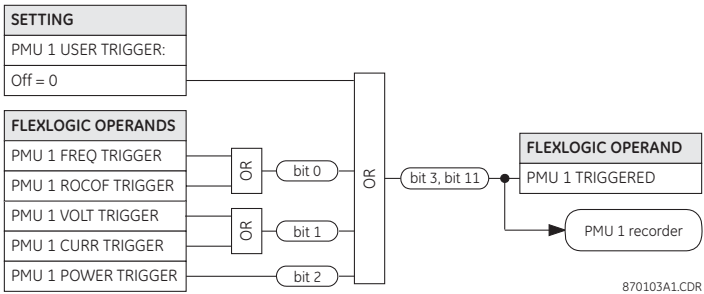 SETTING
PMU 1 USER TRIGGER:
Off = 0
FLEXLOGIC OPERANDS
PMU 1 FREQ TRIGGER
PMU 1 ROCOF TRIGGER
PMU 1 VOLT TRIGGER
PMU 1 CURR TRIGGER
PMU 1 POWER TRIGGER
OR
bit 0
OR
bit 1
bit 2
OR
bit 3, bit 11
FLEXLOGIC OPERAND
PMU 1 TRIGGERED
PMU 1 recorder
870103A1.CDR